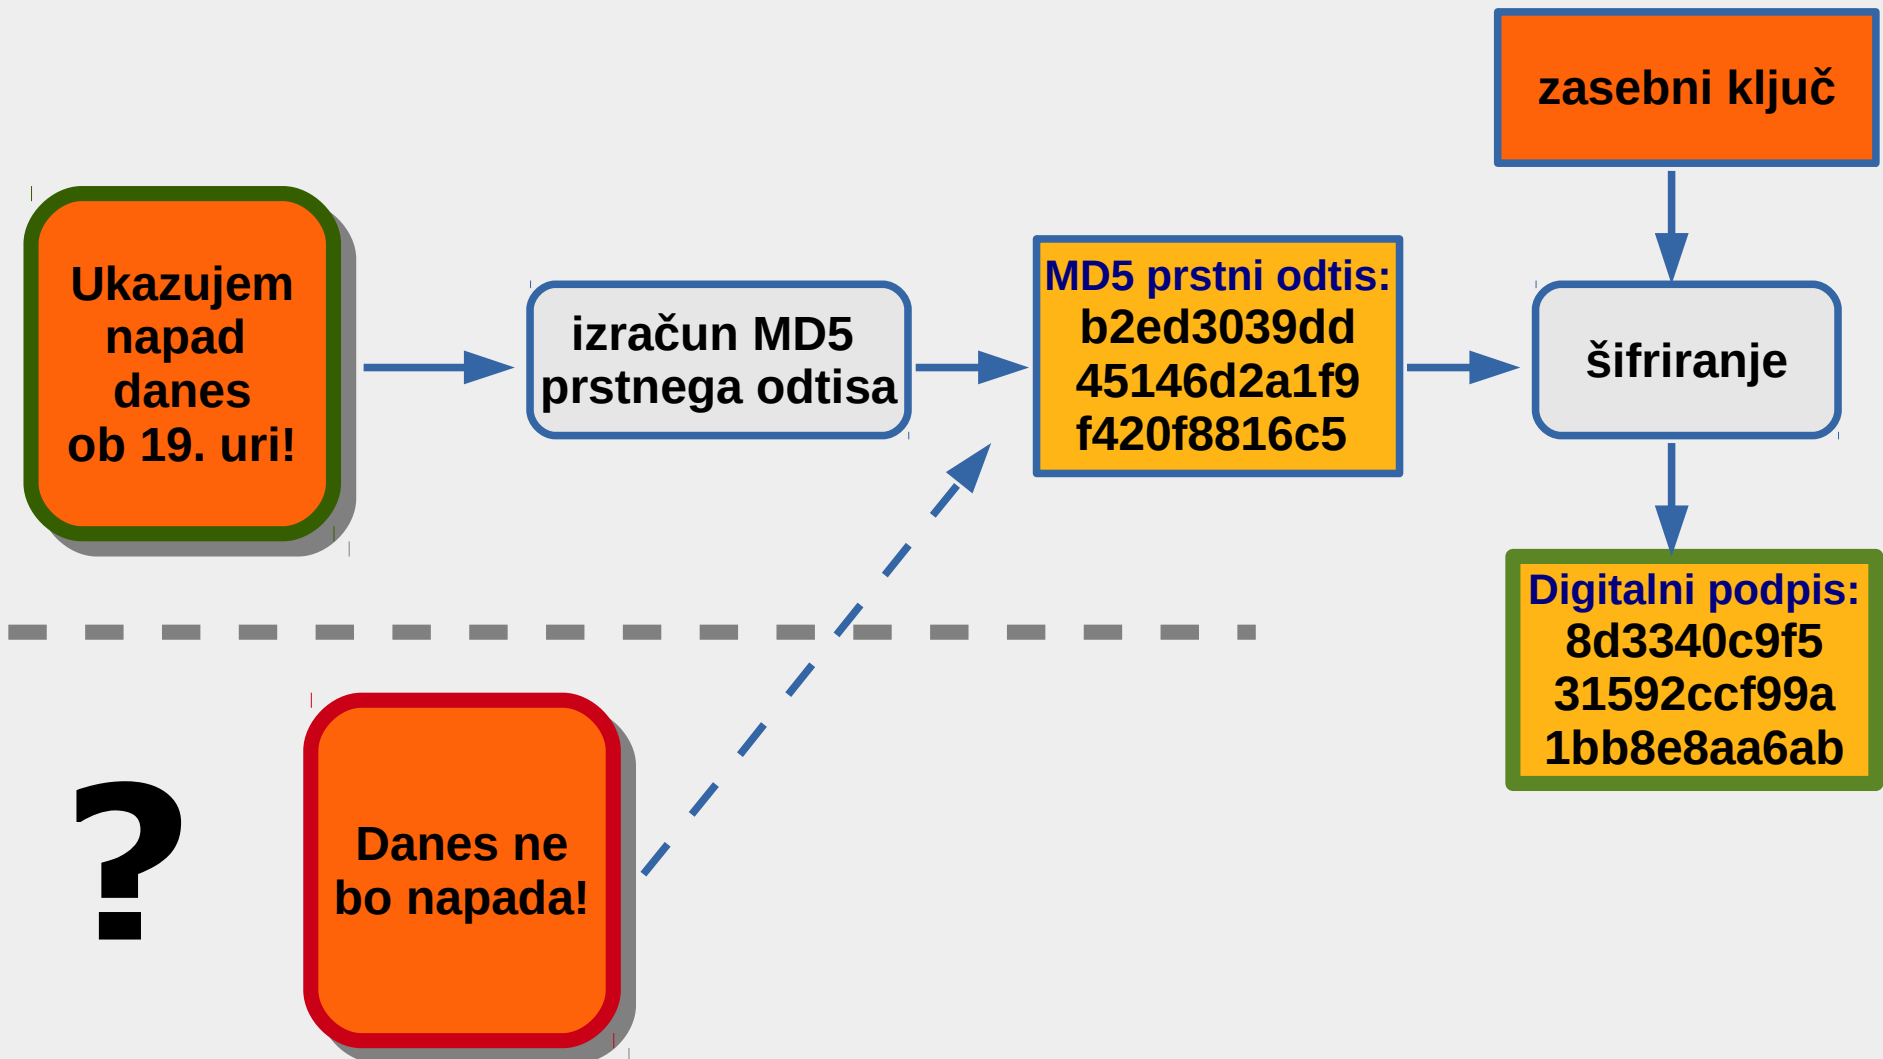 zasebni ključ
Ukazujem
napad
danes
ob 19. uri!
izračun MD5
prstnega odtisa
MD5 prstni odtis:
b2ed3039dd
45146d2a1f9
f420f8816c5
šifriranje
Digitalni podpis:
8d3340c9f5
31592ccf99a
1bb8e8aa6ab
?
Danes ne
bo napada!